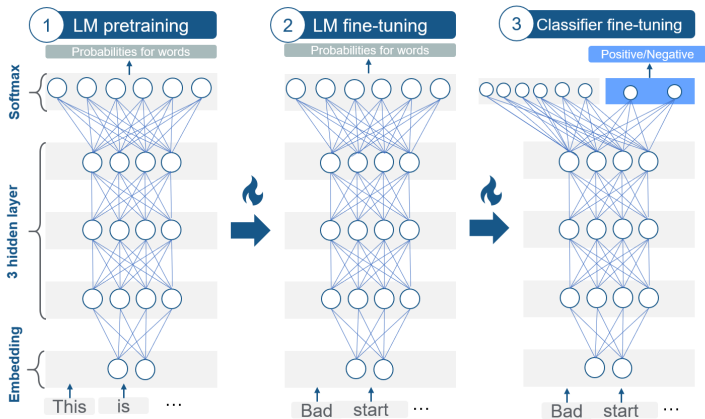 1 LM pretraining
Probabilities for words
2 LM fine-tuning
Probabilities for words
3 Classifier fine-tuning
Positive/Negative
Softmax
3 hidden layer
Embedding
This is ...
Bad start ...
Bad start ...